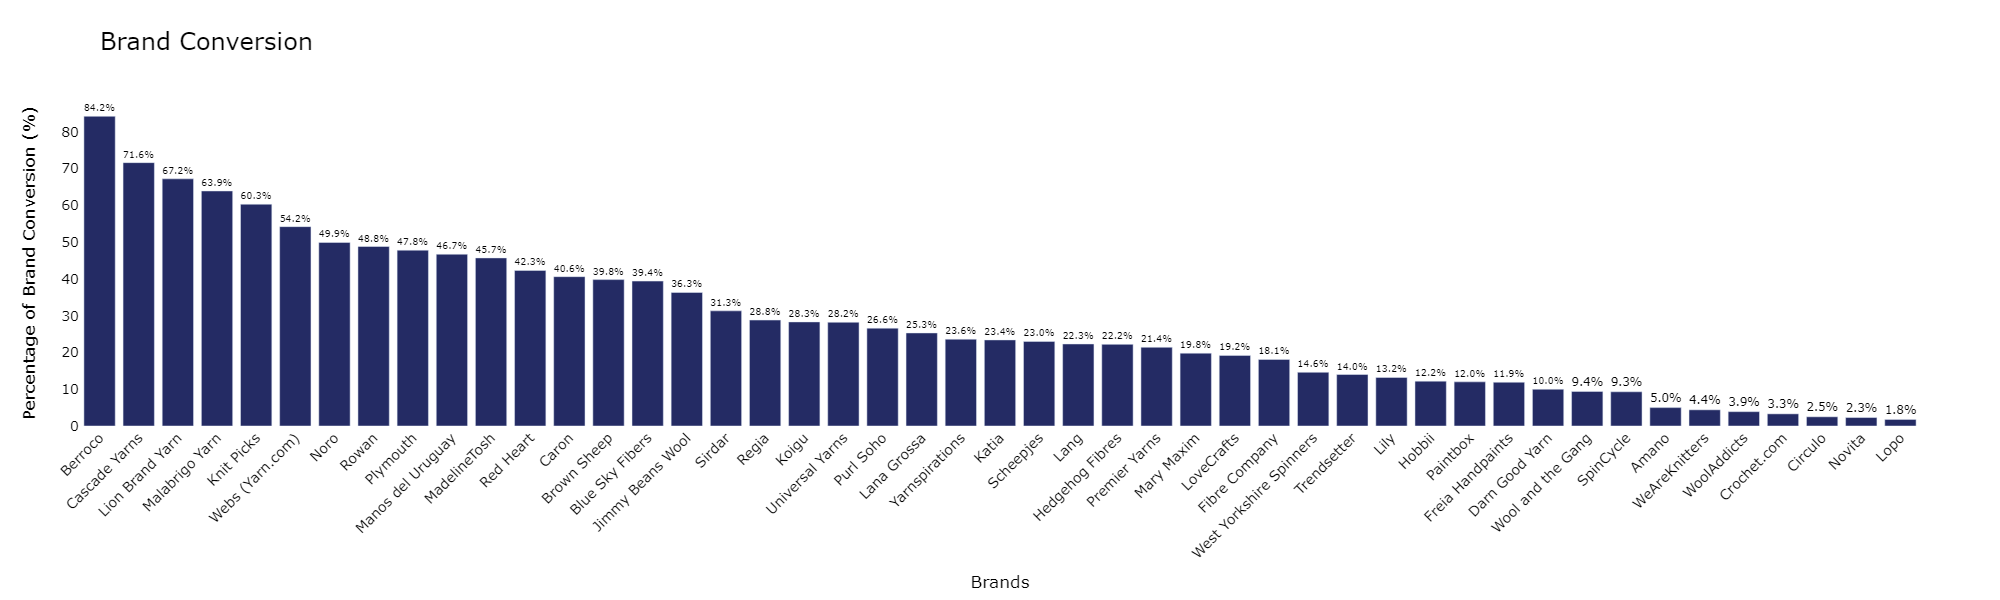 Brand Conversion
Percentage of Brand Conversion (%)
80
70
60
50
40
30
20
10
0
84.2%
71.6%
67.2%
63.9%
60.3%
54.2%
49.9%
48.8%
47.8%
46.7%
45.7%
42.3%
40.6%
39.8%
39.4%
36.3%
31.3%
28.8%
28.3%
28.2%
26.6%
25.3%
23.6%
23.4%
23.0%
22.3%
22.2%
21.4%
19.8%
19.2%
18.1%
14.6%
14.0%
13.2%
12.2%
12.0%
11.9%
10.0%
9.4%
9.3%
5.0%
4.4%
3.9%
3.3%
2.5%
2.3%
1.8%
Berroco
Cascade Yarns
Lion Brand Yarn
Malabrigo Yarn
Knit Picks
Webs (Yarn.com)
Noro
Rowan
Plymouth
Manos del Uruguay
MadelineTosh
Red Heart
Caron
Brown Sheep
Blue Sky Fibers
Jimmy Beans Wool
Sirdar
Regia
Koigu
Universal Yarns
Purl Soho
Lana Grossa
Yarnspirations
Katia
Scheepjes
Lang
Hedgehog Fibres
Premier Yarns
Mary Maxim
LoveCrafts
Fibre Company
West Yorkshire Spinners
Trendsetter
Lily
Hobbii
Paintbox
Freia Handpaints
Darn Good Yarn
Wool and the Gang
SpinCycle
Amano
WeAreKnitters
WoolAddicts
Crochet.com
Circulo
Novita
Lopo
Brands